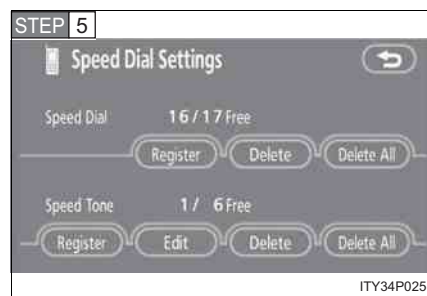 STEP 5
Speed Dial Settings
Speed Dial 16/17 Free
Register Delete Delete All
Speed Tone 1/ 6 Free
Register Edit Delete Delete All
ITY34P025